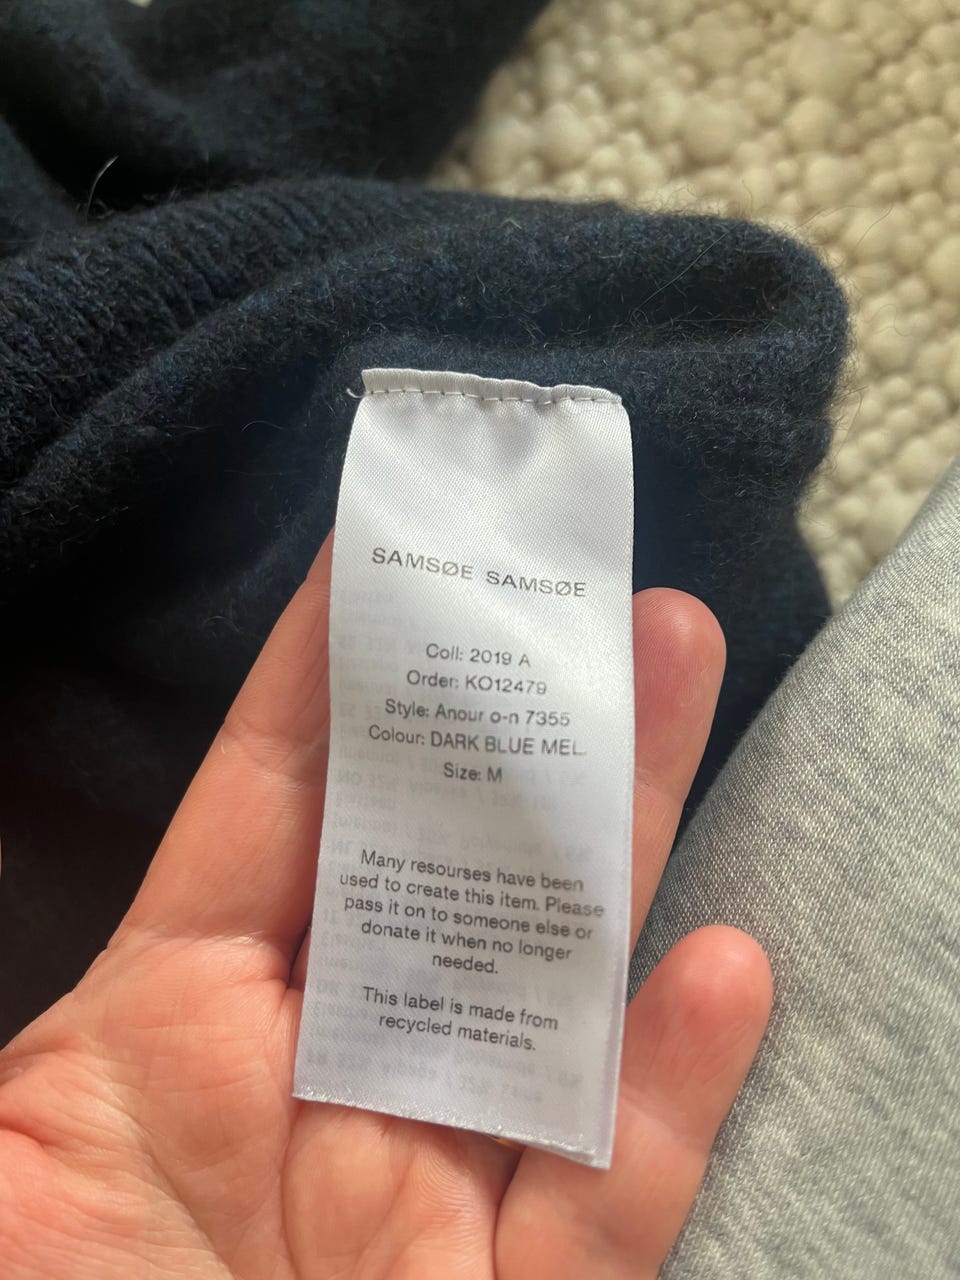 SAMSØE SAMSØE
Coll: 2019 A
Order: KO12479
Style: Anour o-n 7355
Colour: DARK BLUE MEL.
Size: M
Many resourses have been
used to create this item. Please
pass it on to someone else or
donate it when no longer
needed.
This label is made from
recycled materials.